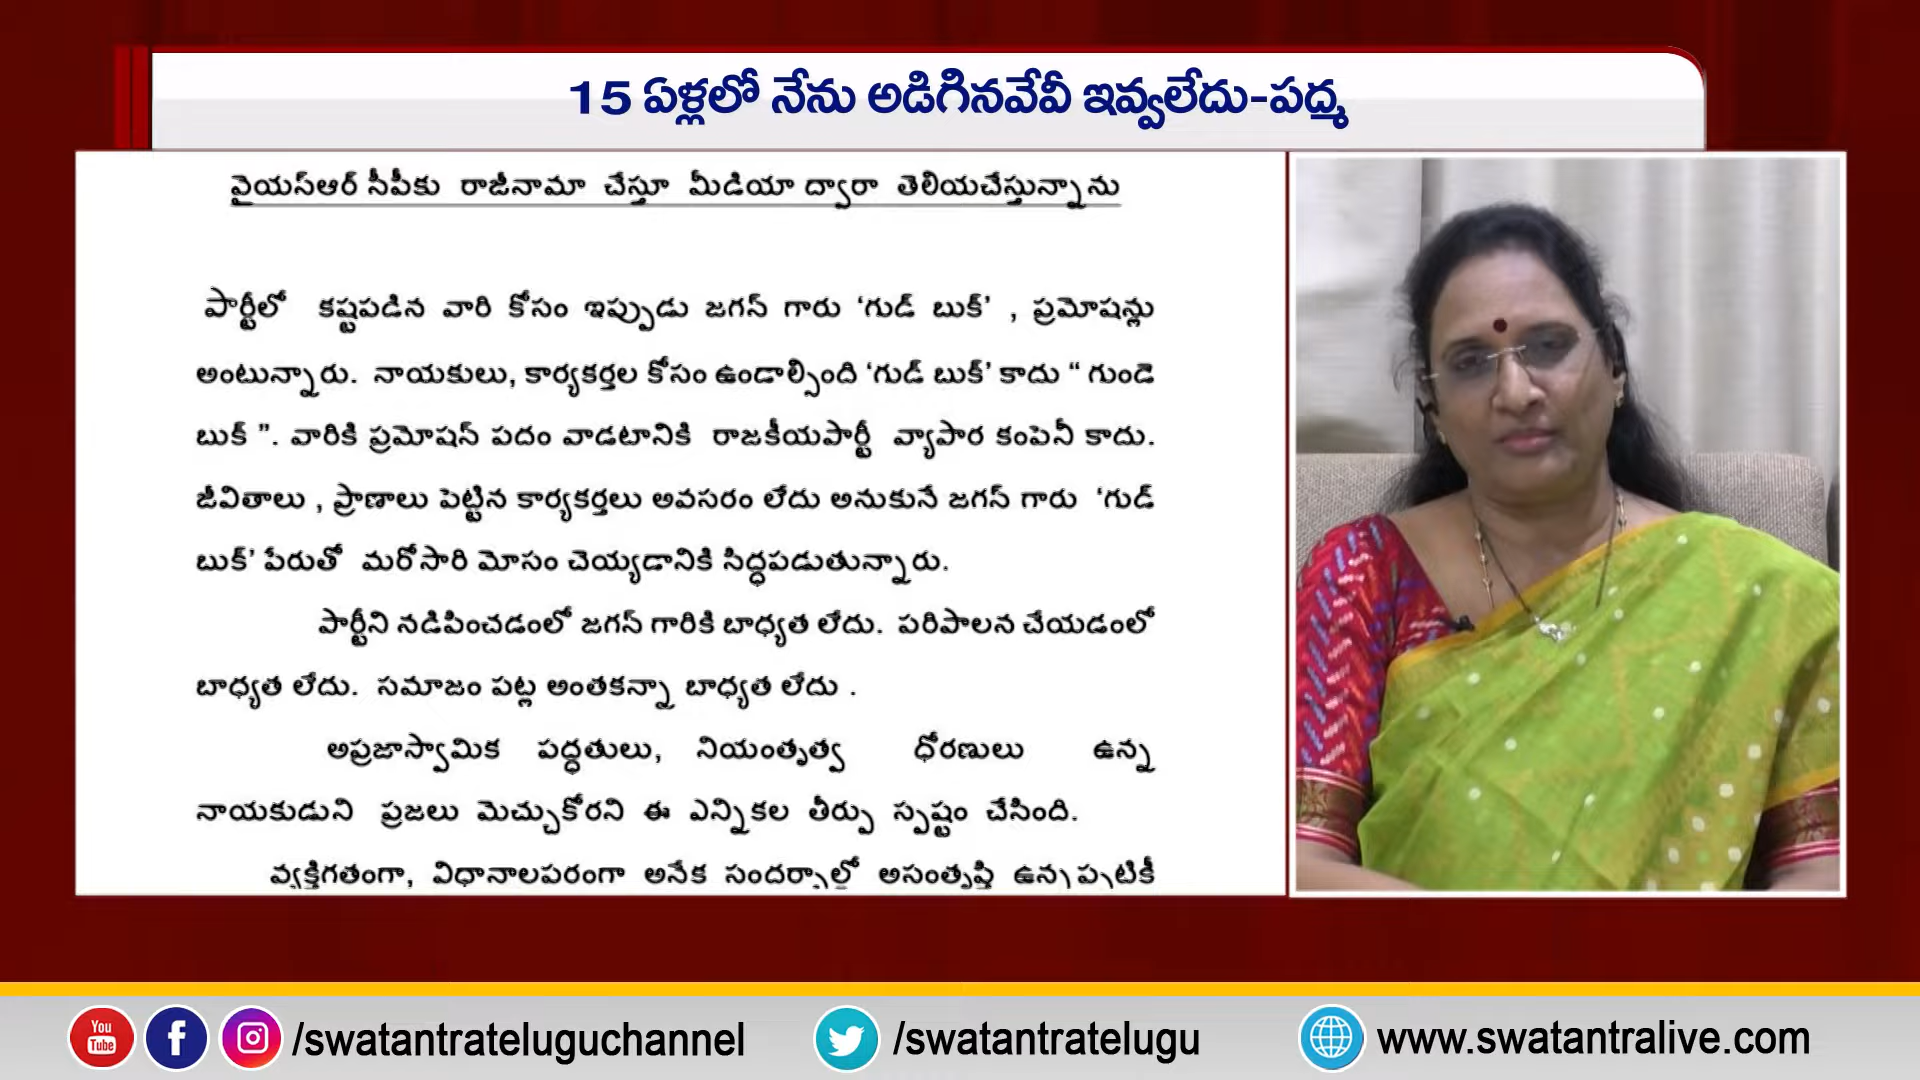 15 ఏళ్లలో నేను అడిగినవేవీ ఇవ్వలేదు-పద్మ
వైయస్ఆర్ సీపీకు రాజీనామా చేస్తూ మీడియా ద్వారా తెలియచేస్తున్నాను
పార్టీలో కష్టపడిన వారి కోసం ఇప్పుడు జగన్ గారు ‘గుడ్ బుక్’ , ప్రమోషన్లు
అంటున్నారు. నాయకులు, కార్యకర్తల కోసం ఉండాల్సింది ‘గుడ్ బుక్’ కాదు “ గుండె
బుక్ ”. వారికి ప్రమోషన్ పదం వాడటానికి రాజకీయపార్టీ వ్యాపార కంపెనీ కాదు.
జీవితాలు , ప్రాణాలు పెట్టిన కార్యకర్తలు అవసరం లేదు అనుకునే జగన్ గారు ‘గుడ్
బుక్’ పేరుతో మరోసారి మోసం చెయ్యడానికి సిద్ధపడుతున్నారు.
పార్టీని నడిపించడంలో జగన్ గారికి బాధ్యత లేదు. పరిపాలన చేయడంలో
బాధ్యత లేదు. సమాజం పట్ల అంతకన్నా బాధ్యత లేదు .
అప్రజాస్వామిక పద్ధతులు, నియంతృత్వ ధోరణులు ఉన్న
నాయకుడుని ప్రజలు మెచ్చుకోరని ఈ ఎన్నికల తీర్పు స్పష్టం చేసింది.
వ్యక్తిగతంగా, విధానాలపరంగా అనేక సందర్భాల్లో అసంతృప్తి ఉన్నప్పటికీ
You Tube /swatantrateluguchannel /swatantratelugu www.swatantralive.com